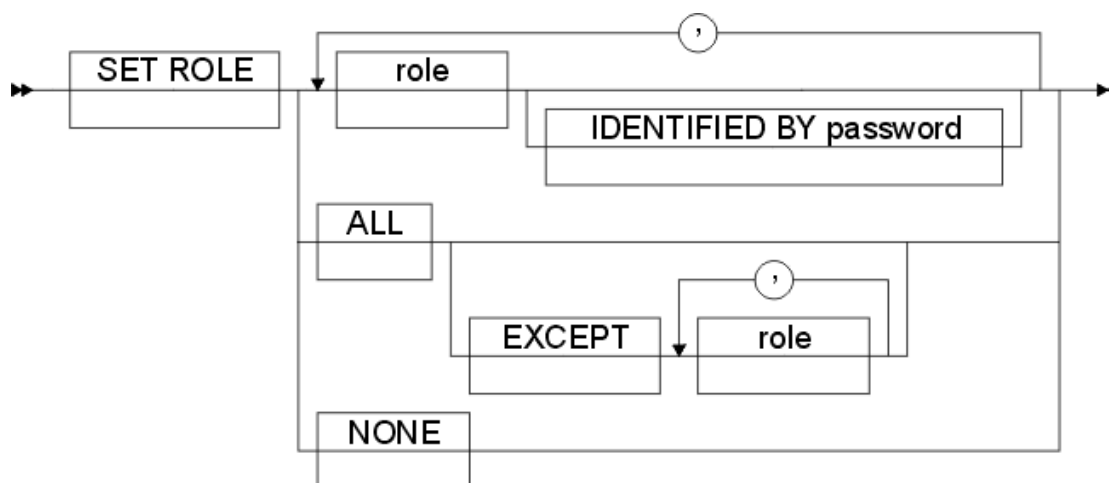 ,
SET ROLE role
IDENTIFIED BY password
ALL
,
EXCEPT role
NONE